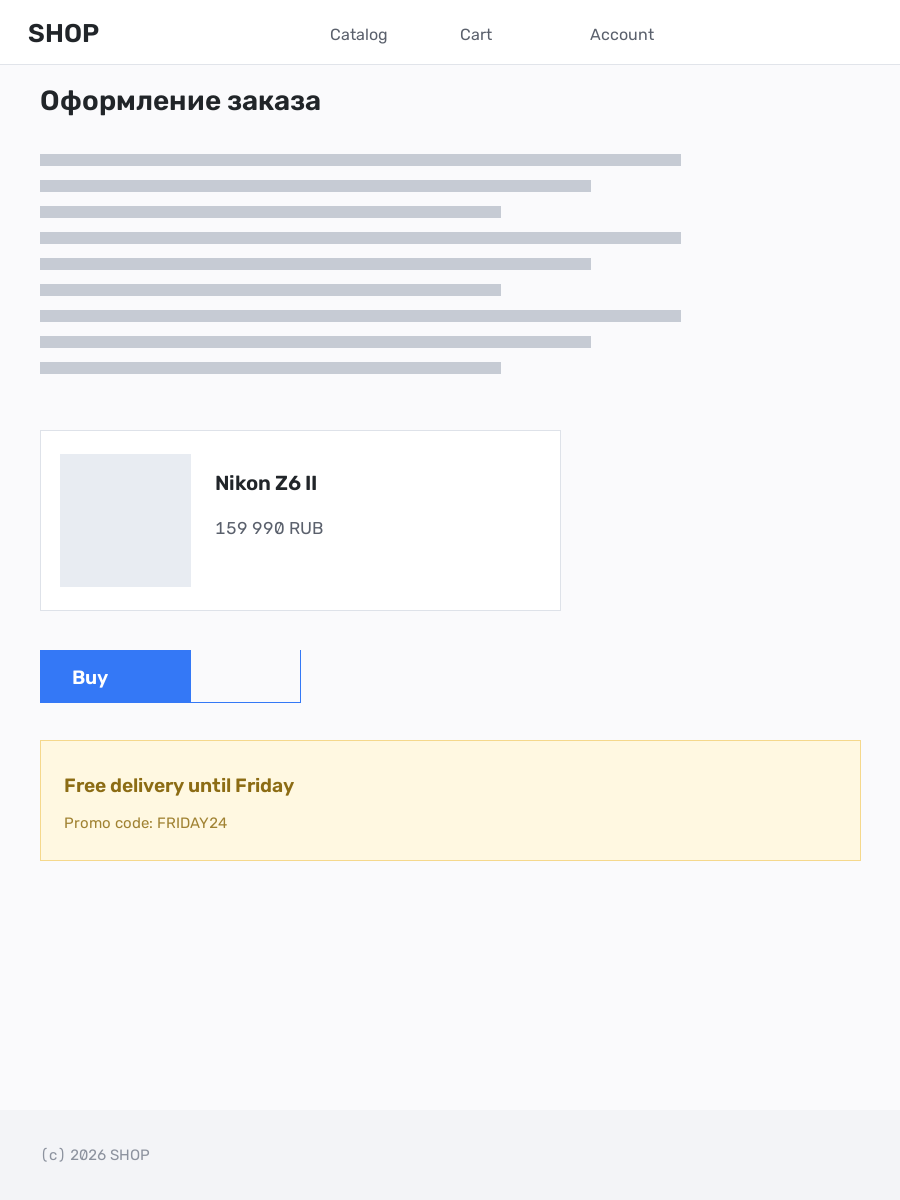 SHOP
Catalog Cart Account
Оформление заказа
Nikon Z6 II
159 990 RUB
Buy
Free delivery until Friday
Promo code: FRIDAY24
(c) 2026 SHOP